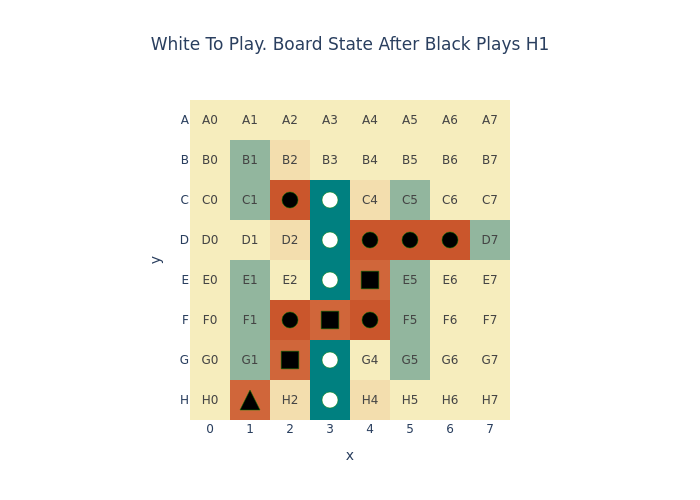 White To Play. Board State After Black Plays H1
A A0 A1 A2 A3 A4 A5 A6 A7
B B0 B1 B2 B3 B4 B5 B6 B7
C C0 C1 C4 C5 C6 C7
D D0 D1 D2 D7
E E0 E1 E2 E5 E6 E7
F F0 F1 F5 F6 F7
G G0 G1 G4 G5 G6 G7
H H0 H2 H4 H5 H6 H7
0 1 2 3 4 5 6 7
x
y